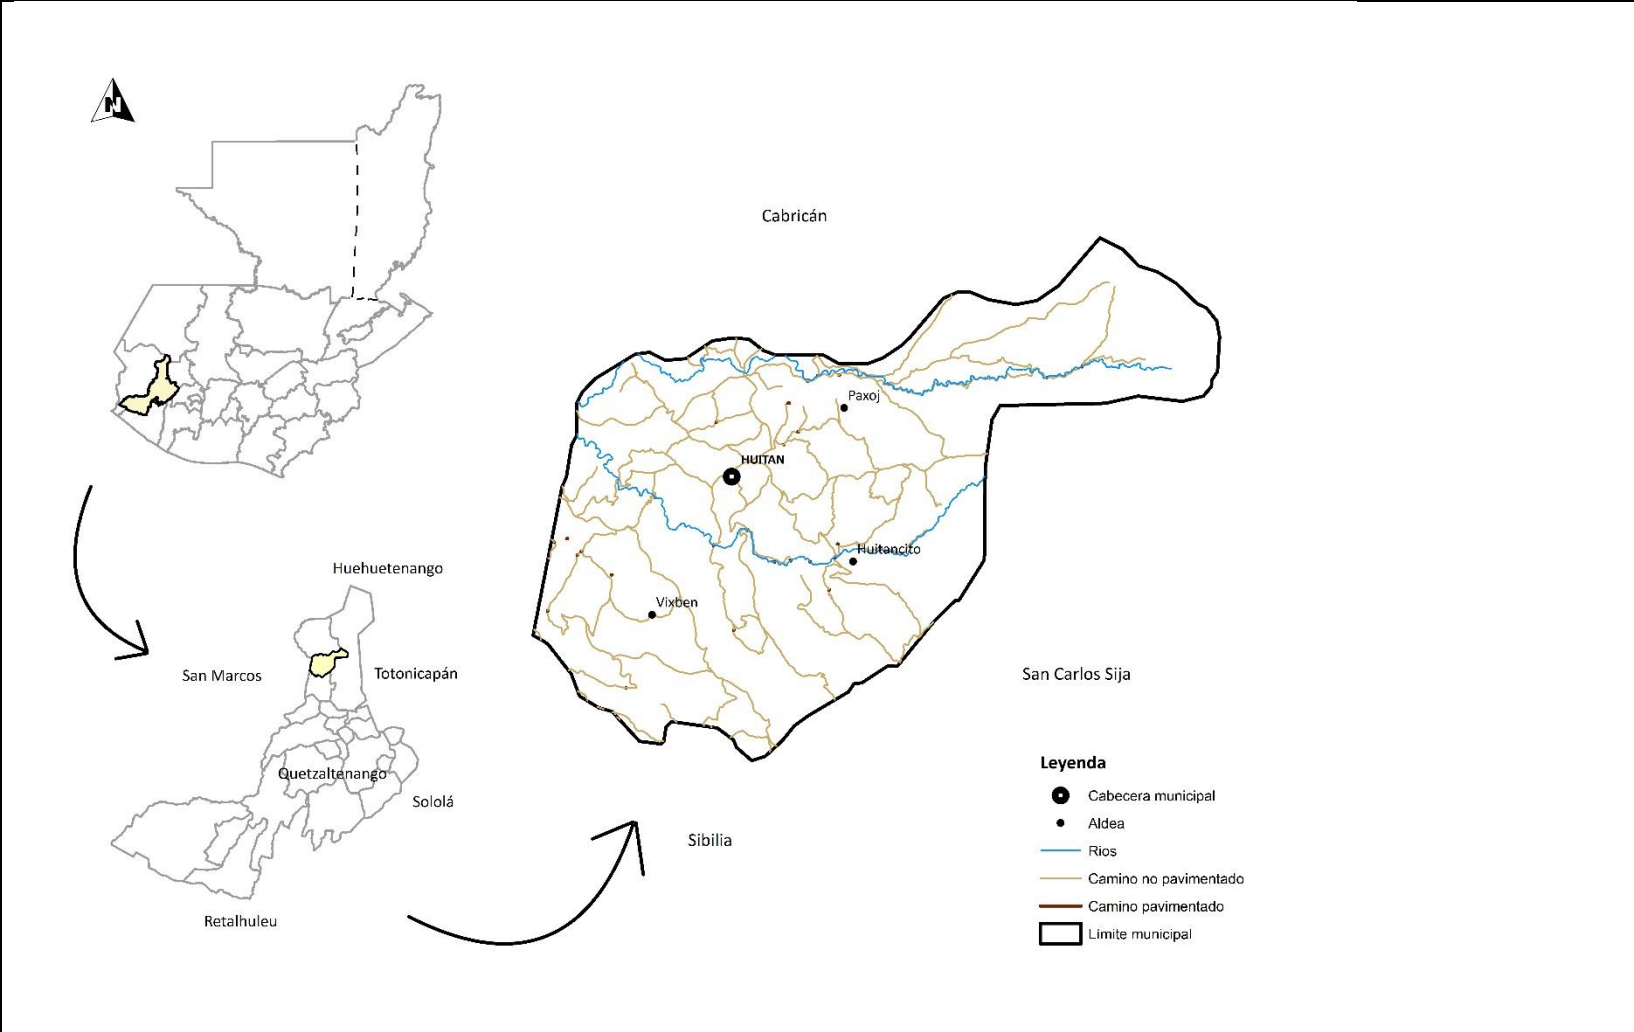 N
Cabricán
Paxoj
HUITAN
Huitancito
Vixben
Huehuetenango
San Marcos
Totonicapán
San Carlos Sija
Quetzaltenango
Sololá
Sibilia
Retalhuleu
Leyenda
Cabecera municipal
Aldea
Rios
Camino no pavimentado
Camino pavimentado
Límite municipal